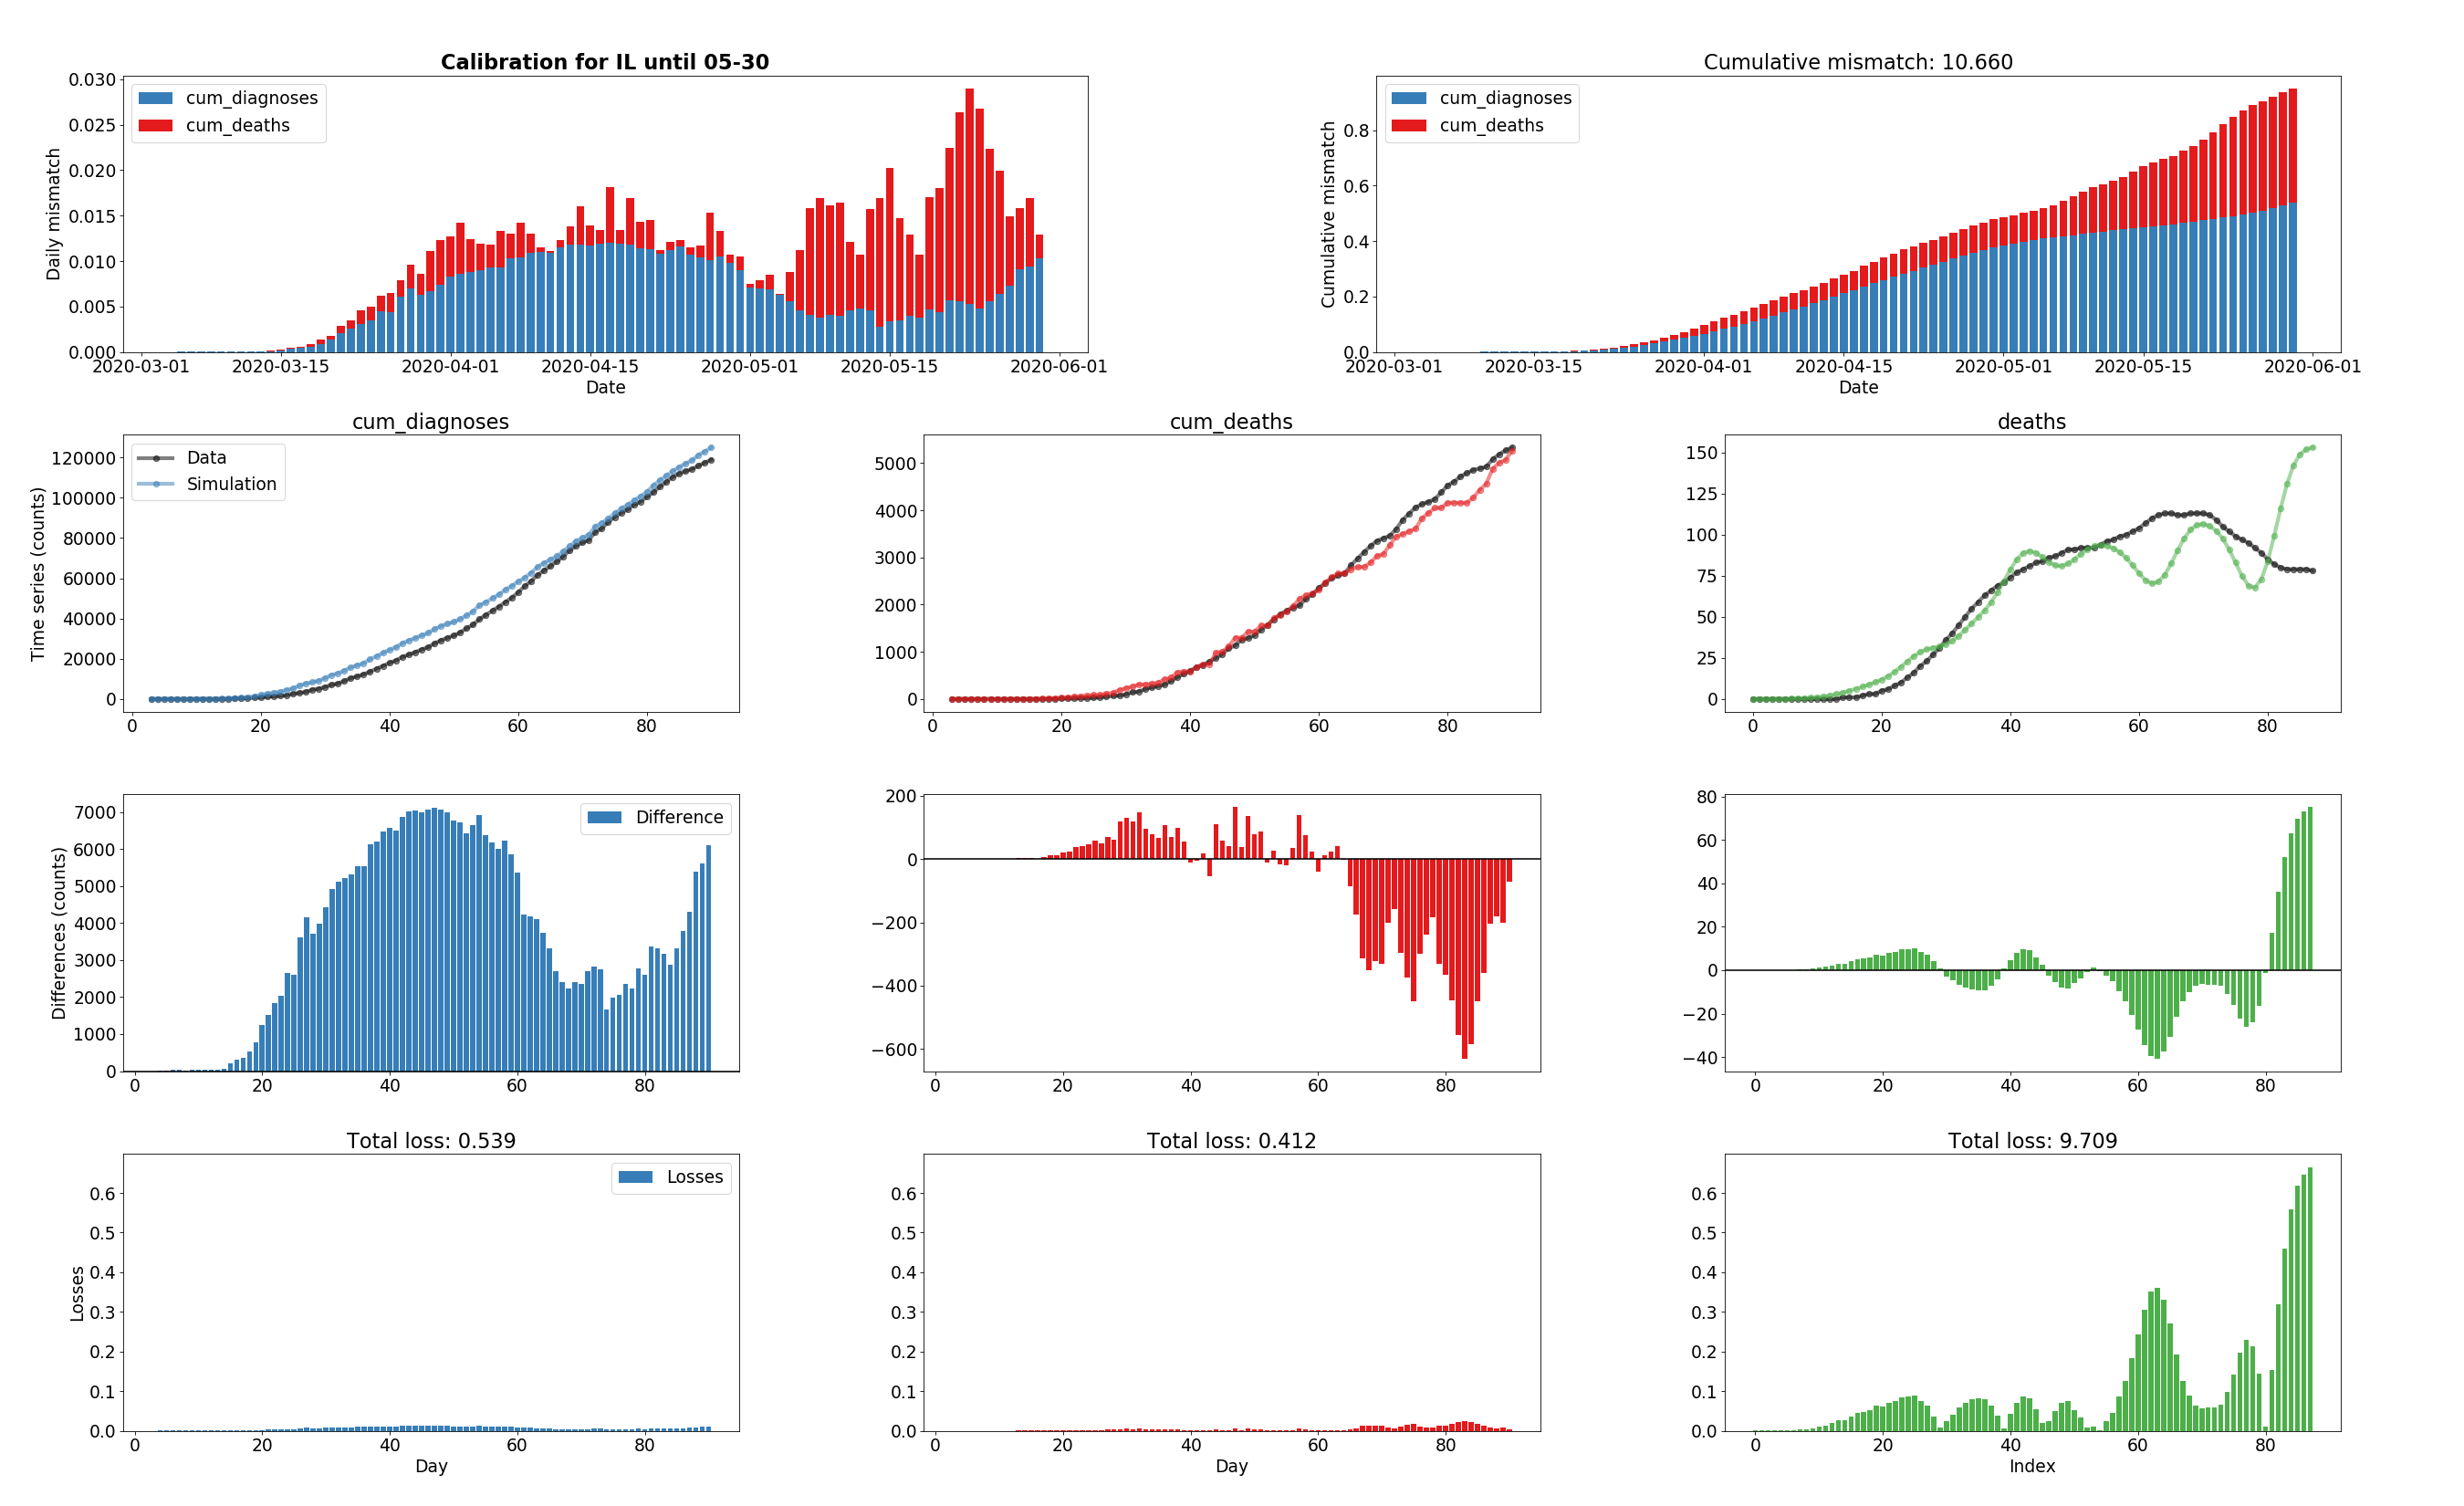 Calibration for IL until 05-30
Daily mismatch
0.030
0.025
0.020
0.015
0.010
0.005
0.000
cum_diagnoses
cum_deaths
2020-03-01 2020-03-15 2020-04-01 2020-04-15 2020-05-01 2020-05-15 2020-06-01
Date
Cumulative mismatch: 10.660
Cumulative mismatch
0.8
0.6
0.4
0.2
0.0
cum_diagnoses
cum_deaths
2020-03-01 2020-03-15 2020-04-01 2020-04-15 2020-05-01 2020-05-15 2020-06-01
Date
cum_diagnoses
Time series (counts)
120000
100000
80000
60000
40000
20000
0
Data
Simulation
0 20 40 60 80
cum_deaths
5000
4000
3000
2000
1000
0
0 20 40 60 80
deaths
150
125
100
75
50
25
0
0 20 40 60 80
Differences (counts)
7000
6000
5000
4000
3000
2000
1000
0
Difference
0 20 40 60 80
200
0
−200
−400
−600
0 20 40 60 80
80
60
40
20
0
−20
−40
0 20 40 60 80
Total loss: 0.539
Losses
0.6
0.5
0.4
0.3
0.2
0.1
0.0
Losses
0 20 40 60 80
Day
Total loss: 0.412
0.6
0.5
0.4
0.3
0.2
0.1
0.0
0 20 40 60 80
Day
Total loss: 9.709
0.6
0.5
0.4
0.3
0.2
0.1
0.0
0 20 40 60 80
Index